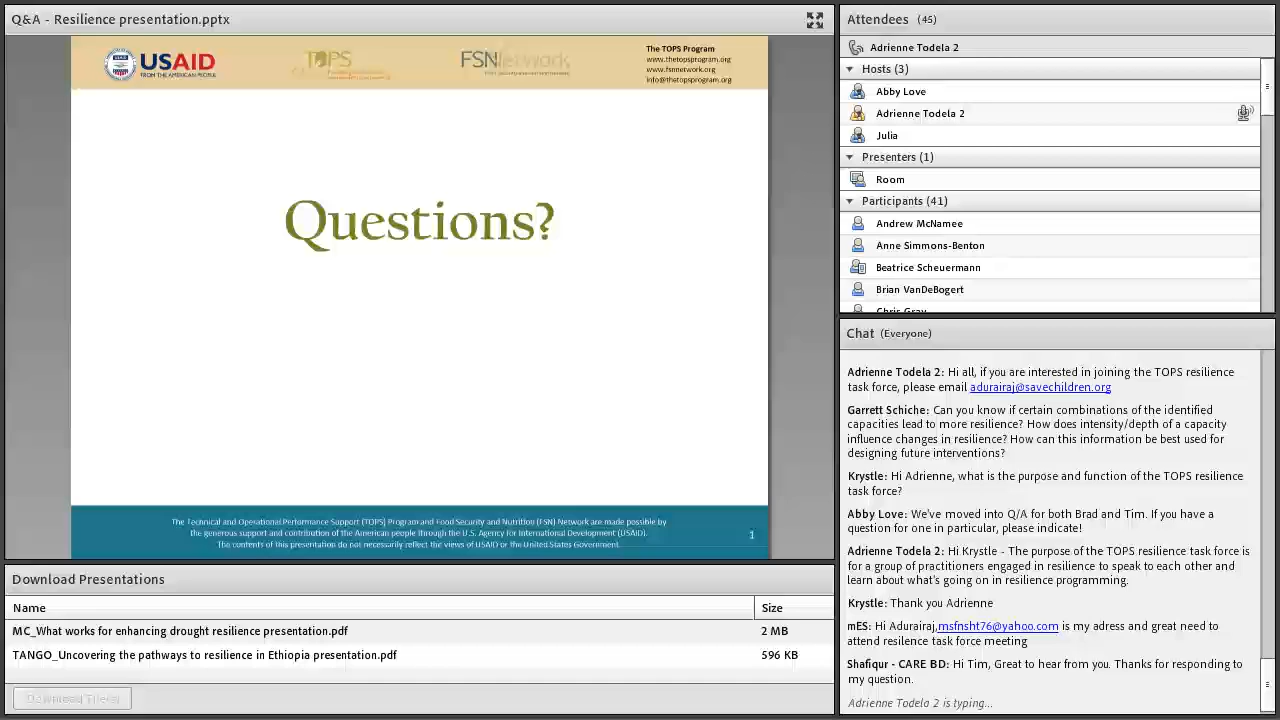 Q&A - Resilience presentation.pptx
USAID
FROM THE AMERICAN PEOPLE
TOPS
FSNNetwork
The TOPS Program
www.thetopsprogram.org
www.fsnnetwork.org
info@thetopsprogram.org
Questions?
The Technical and Operational Performance Support (TOPS) Program and Food Security and Nutrition (FSN) Network are made possible by
the generous support and contribution of the American people through the U.S. Agency for International Development (USAID).
The contents of this presentation do not necessarily reflect the views of USAID or the United States Government.
1
Download Presentations
Name
Size
MC_What works for enhancing drought resilience presentation.pdf
2 MB
TANGO_Uncovering the pathways to resilience in Ethiopia presentation.pdf
596 KB
Download File(s)
Attendees (45)
Adrienne Todela 2
Hosts (3)
Abby Love
Adrienne Todela 2
Julia
Presenters (1)
Room
Participants (41)
Andrew McNamee
Anne Simmons-Benton
Beatrice Scheuermann
Brian VanDeBogert
Chris Gray
Chat (Everyone)
Adrienne Todela 2: Hi all, if you are interested in joining the TOPS resilience
task force, please email adurairaj@savechildren.org
Garrett Schiche: Can you know if certain combinations of the identified
capacities lead to more resilience? How does intensity/depth of a capacity
influence changes in resilience? How can this information be best used for
designing future interventions?
Krystle: Hi Adrienne, what is the purpose and function of the TOPS resilience
task force?
Abby Love: We've moved into Q/A for both Brad and Tim. If you have a
question for one in particular, please indicate!
Adrienne Todela 2: Hi Krystle - The purpose of the TOPS resilience task force is
for a group of practitioners engaged in resilience to speak to each other and
learn about what's going on in resilience programming.
Krystle: Thank you Adrienne
mES: Hi Adurairaj,msfnsht76@yahoo.com is my adress and great need to
attend resilence task force meeting
Shafiqur - CARE BD: Hi Tim, Great to hear from you. Thanks for responding to
my question.
Adrienne Todela 2 is typing...